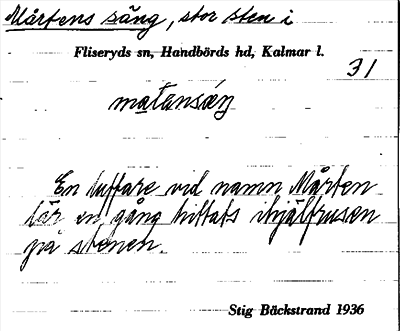 Mårtens säng, stor sten i
Fliseryds sn, Handbörds hd, Kalmar l.
31
matensäŋ
En luffare vid namn Mårten
lär en gång hittats ihjälfrusen
på stenen.
Stig Bäckstrand 1936